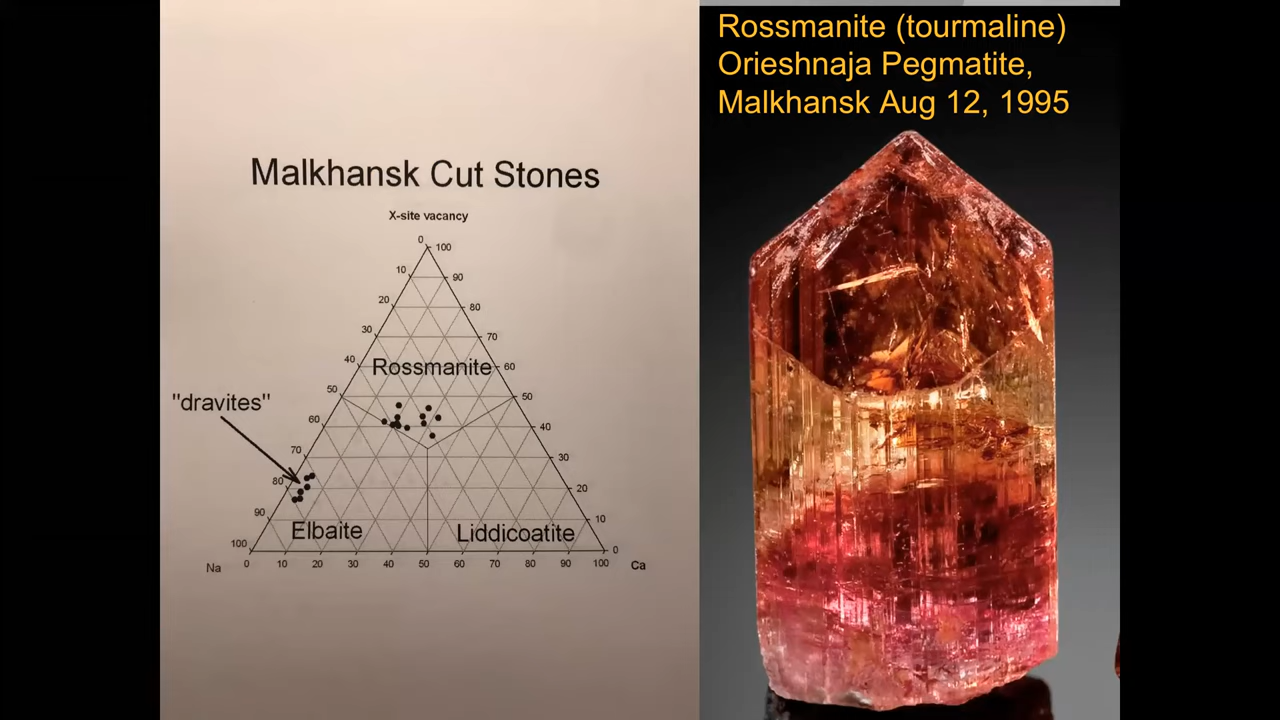 Malkhansk Cut Stones
X-site vacancy
0 100
10 90
20 80
30 70
40 Rossmanite 60
50 50
"dravites" 60 40
70 30
80 20
90 Elbaite Liddicoatite 10
100 0
Na 0 10 20 30 40 50 60 70 80 90 100 Ca
Rossmanite (tourmaline)
Orieshnaja Pegmatite,
Malkhansk Aug 12, 1995